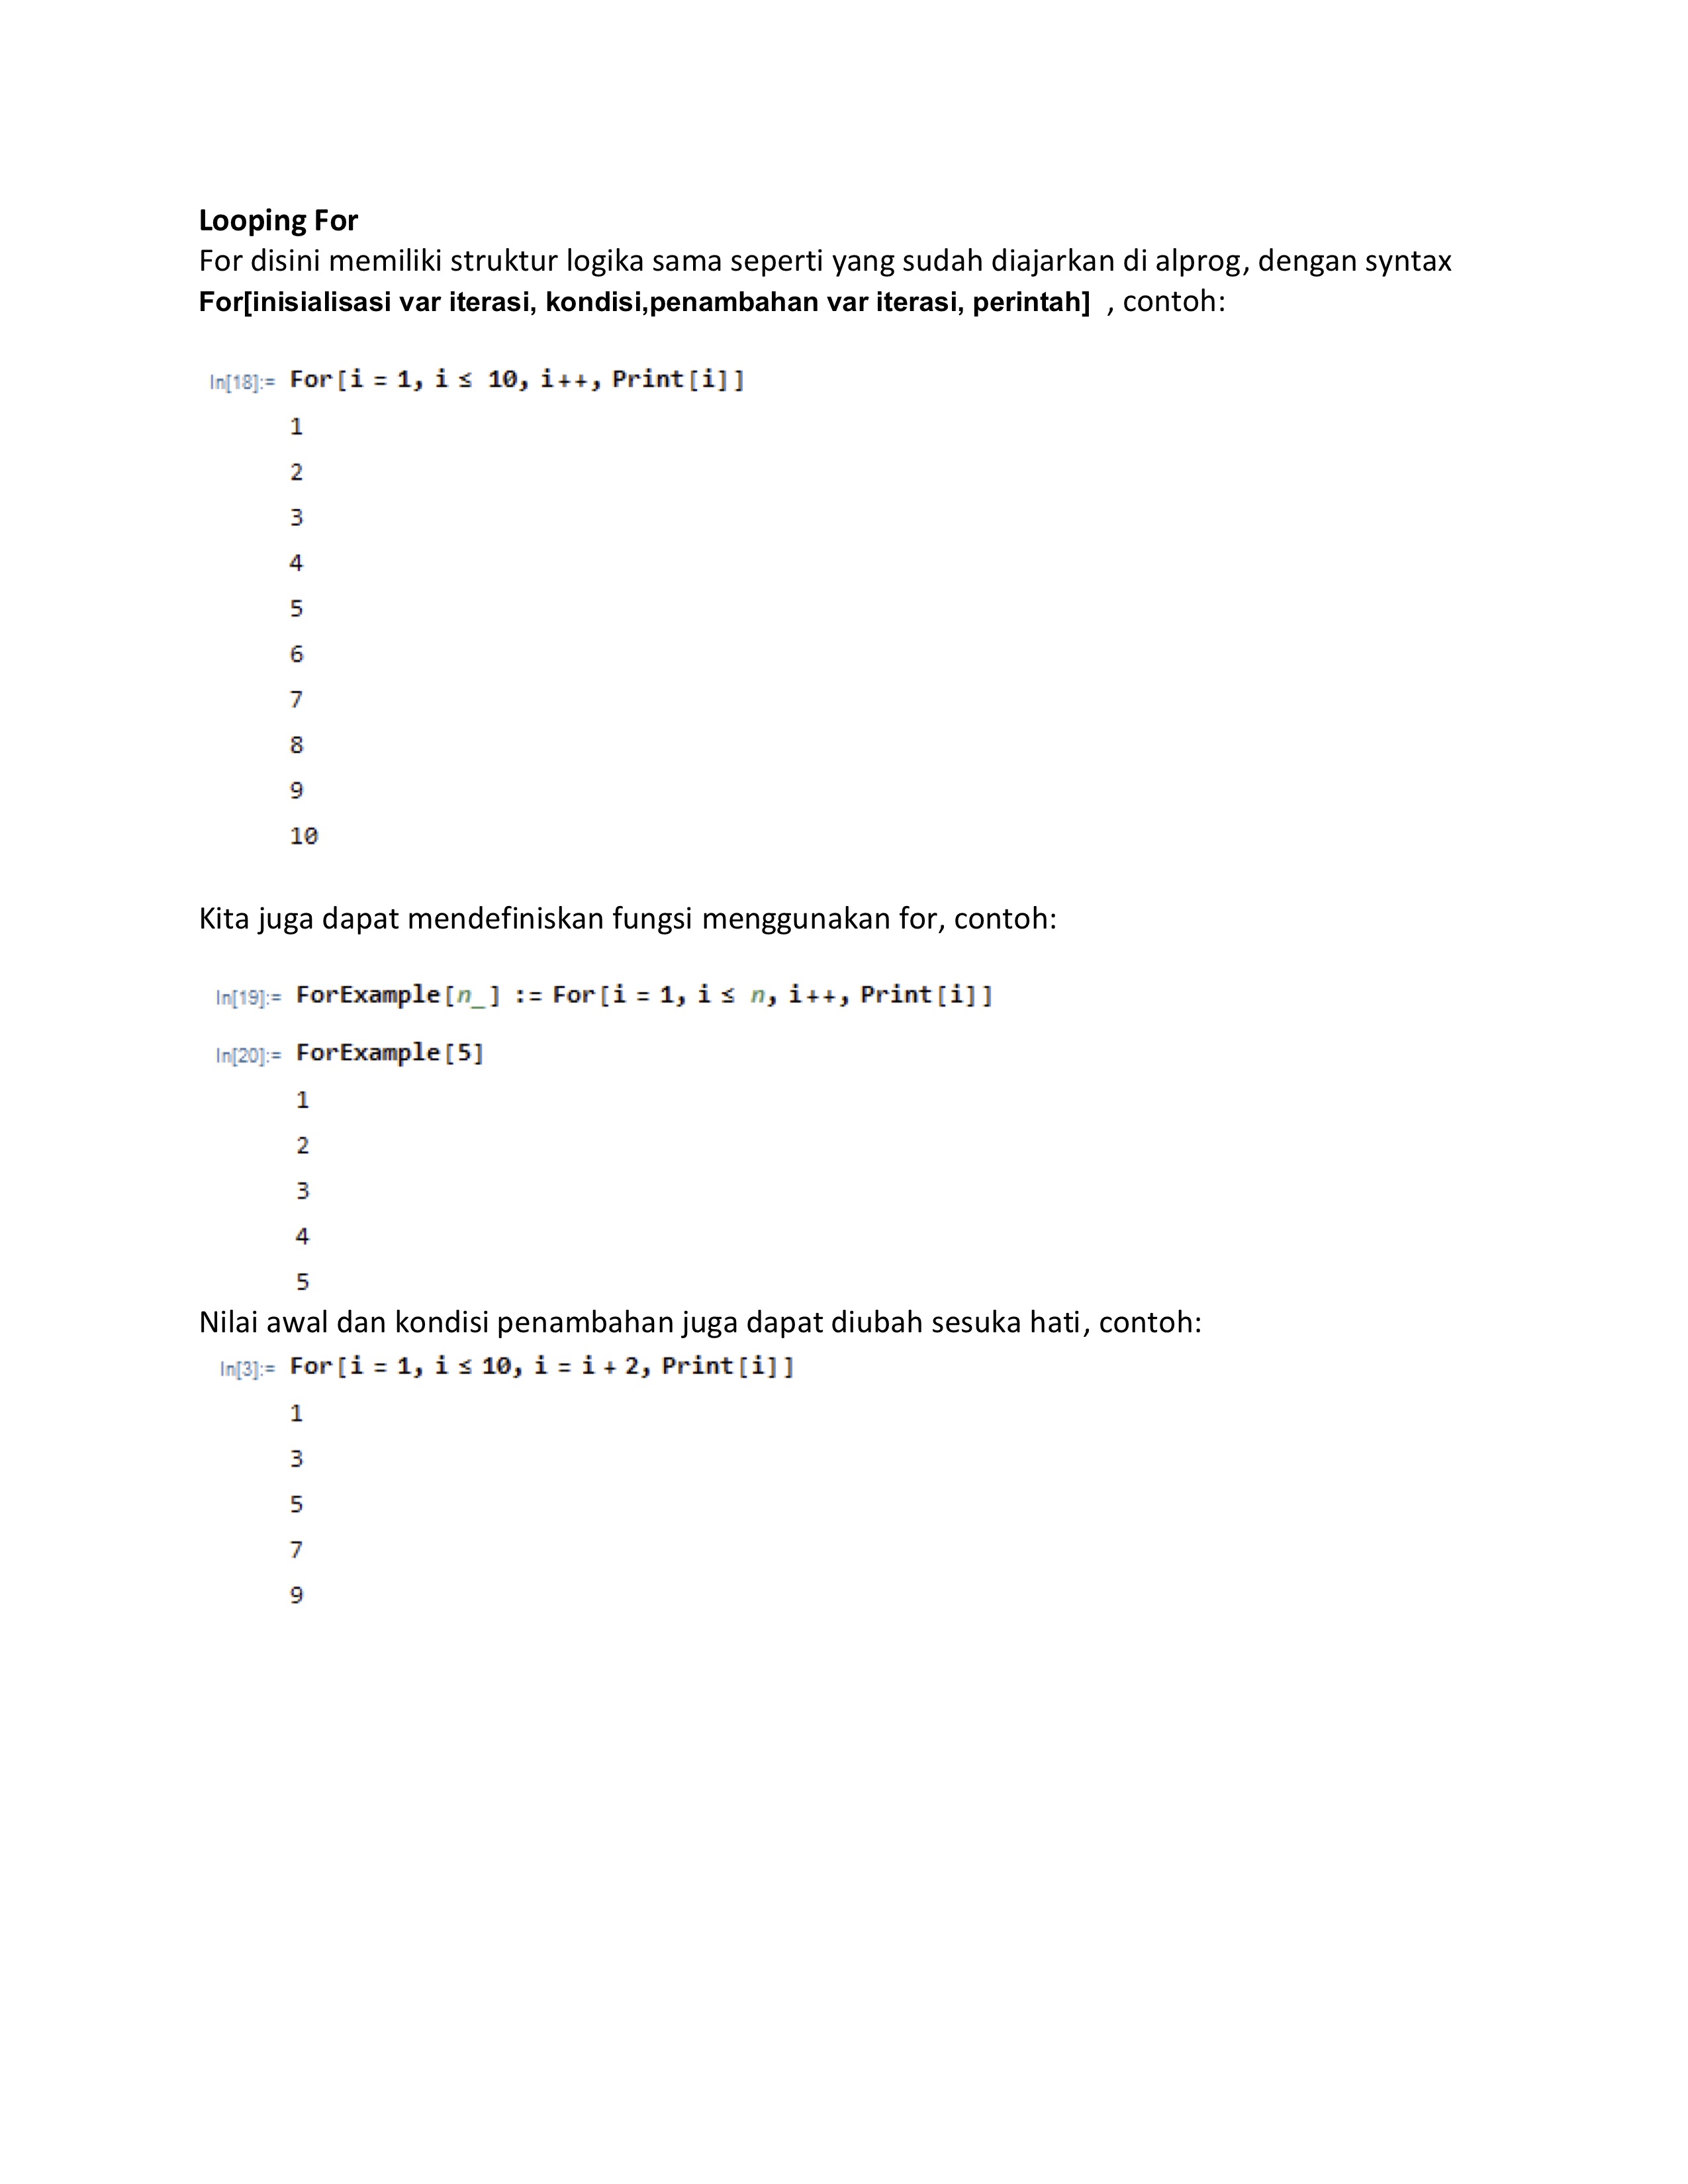 Looping For
For disini memiliki struktur logika sama seperti yang sudah diajarkan di alprog, dengan syntax
For[inisialisasi var iterasi, kondisi,penambahan var iterasi, perintah] , contoh:
In[18]:= For[i = 1, i ≤ 10, i++, Print[i]]
1
2
3
4
5
6
7
8
9
10
Kita juga dapat mendefiniskan fungsi menggunakan for, contoh:
In[19]:= ForExample[n_] := For[i = 1, i ≤ n, i++, Print[i]]
In[20]:= ForExample[5]
1
2
3
4
5
Nilai awal dan kondisi penambahan juga dapat diubah sesuka hati, contoh:
In[3]:= For[i = 1, i ≤ 10, i = i + 2, Print[i]]
1
3
5
7
9